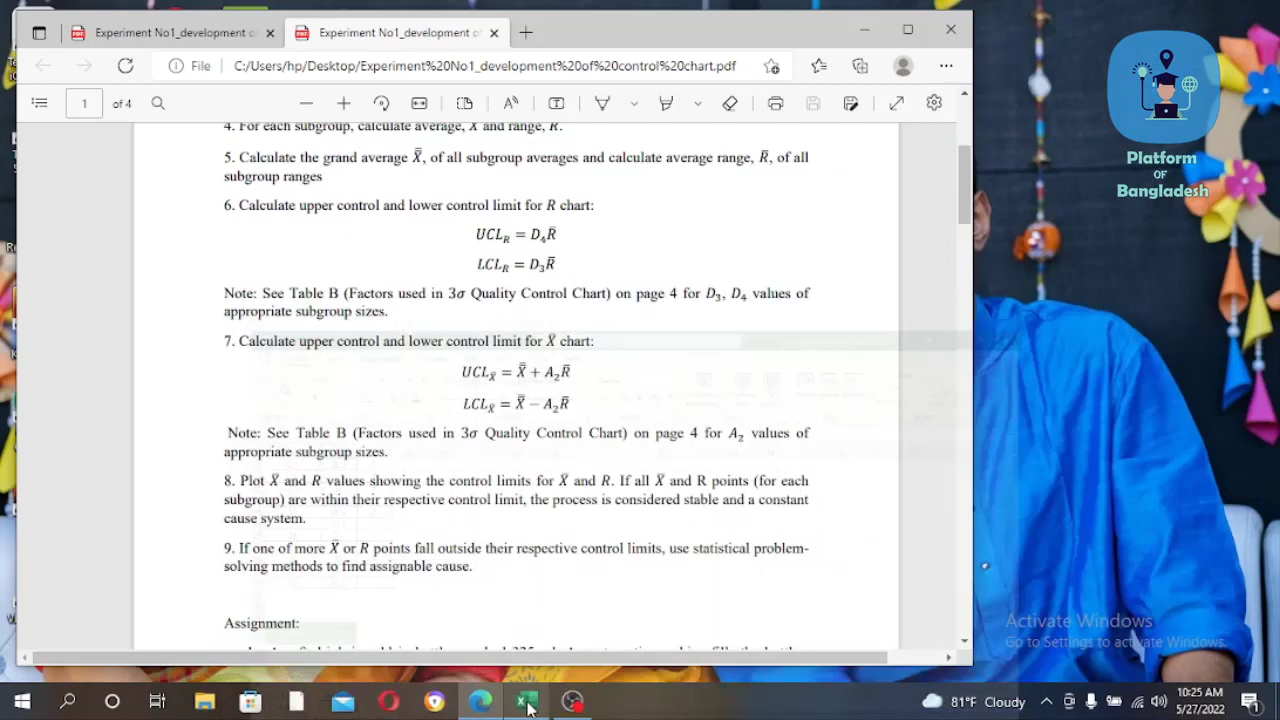 Experiment No1_development of
Experiment No1_development of
File C:/Users/hp/Desktop/Experiment%20No1_development%20of%20control%20chart.pdf
1 of 4
4. For each subgroup, calculate average, X̄ and range, R.
5. Calculate the grand average X̿, of all subgroup averages and calculate average range, R̄, of all
subgroup ranges
6. Calculate upper control and lower control limit for R chart:
UCL_R = D₄R̄
LCL_R = D₃R̄
Note: See Table B (Factors used in 3σ Quality Control Chart) on page 4 for D₃, D₄ values of
appropriate subgroup sizes.
7. Calculate upper control and lower control limit for X̄ chart:
UCL_X̄ = X̿ + A₂R̄
LCL_X̄ = X̿ − A₂R̄
Note: See Table B (Factors used in 3σ Quality Control Chart) on page 4 for A₂ values of
appropriate subgroup sizes.
8. Plot X̄ and R values showing the control limits for X̄ and R. If all X̄ and R points (for each
subgroup) are within their respective control limit, the process is considered stable and a constant
cause system.
9. If one of more X̄ or R points fall outside their respective control limits, use statistical problem-
solving methods to find assignable cause.
Assignment:
Platform
OF
Bangladesh
Activate Windows
Go to Settings to activate Windows.
81°F Cloudy
10:25 AM
5/27/2022